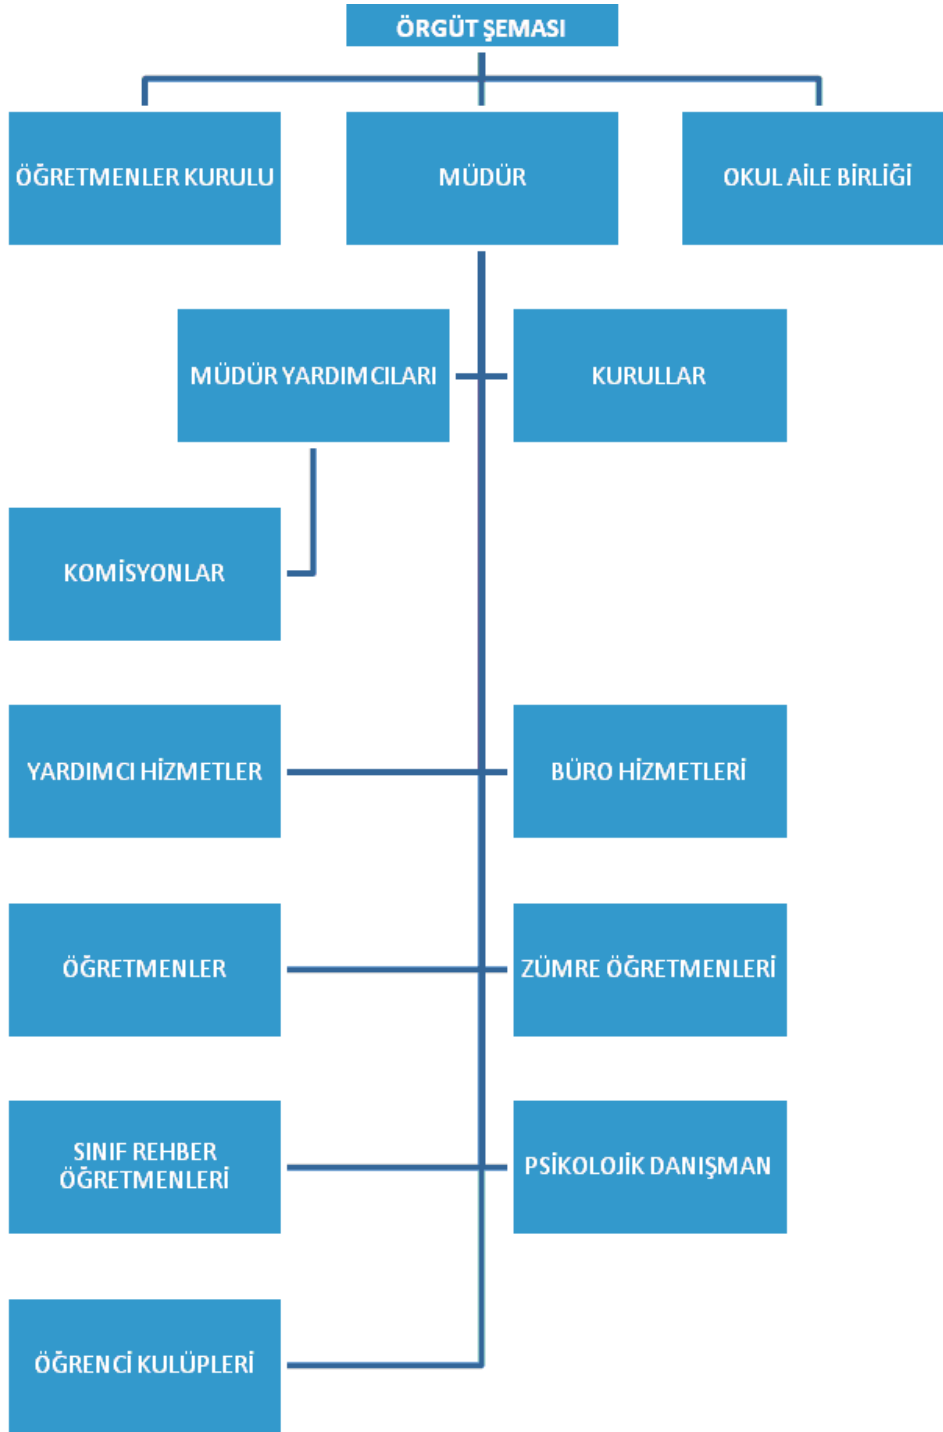 ÖRGÜT ŞEMASI
ÖĞRETMENLER KURULU
MÜDÜR
OKUL AİLE BİRLİĞİ
MÜDÜR YARDIMCILARI
KURULLAR
KOMİSYONLAR
YARDIMCI HİZMETLER
BÜRO HİZMETLERİ
ÖĞRETMENLER
ZÜMRE ÖĞRETMENLERİ
SINIF REHBER
ÖĞRETMENLERİ
PSİKOLOJİK DANIŞMAN
ÖĞRENCİ KULÜPLERİ